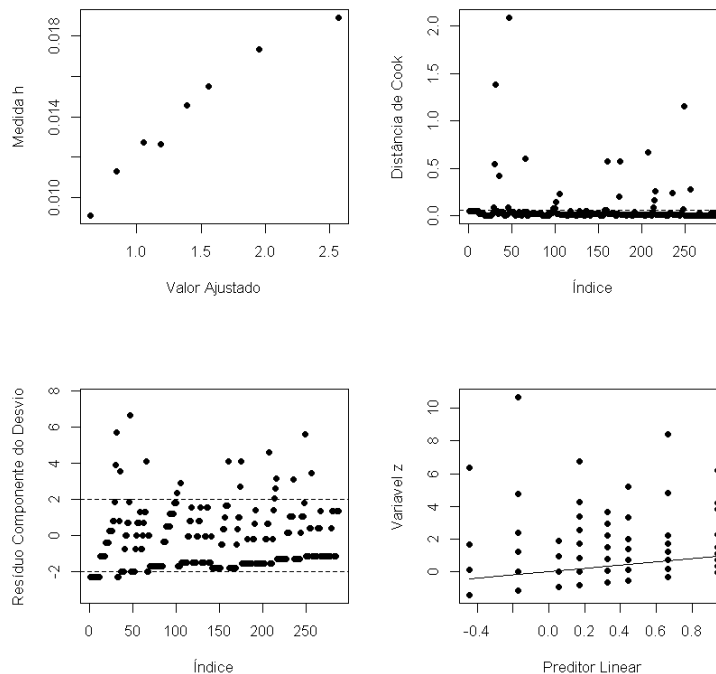 0.018
0.014
0.010
Medida h
1.0 1.5 2.0 2.5
Valor Ajustado
2.0
1.5
1.0
0.5
0.0
Distância de Cook
0 50 100 150 200 250
Índice
8
6
4
2
0
-2
Resíduo Componente do Desvio
0 50 100 150 200 250
Índice
10
8
6
4
2
0
Variavel z
-0.4 0.0 0.2 0.4 0.6 0.8
Preditor Linear